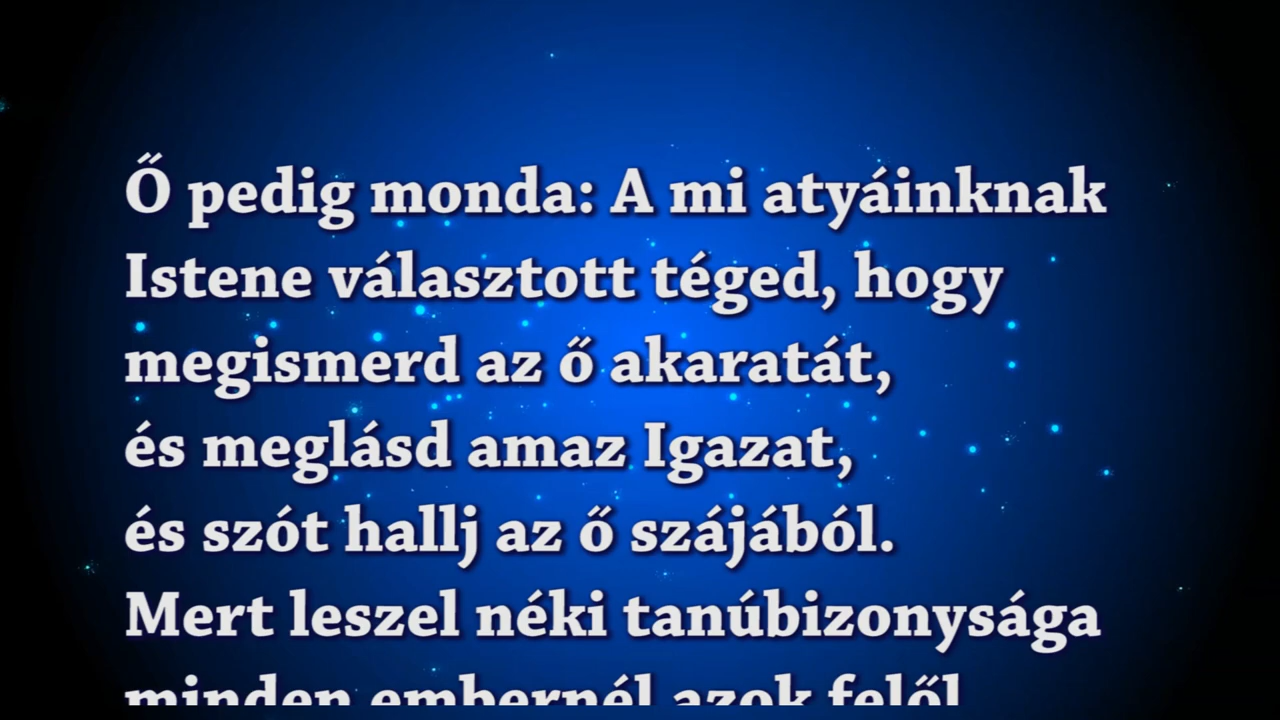 Ő pedig monda: A mi atyáinknak
Istene választott téged, hogy
megismerd az ő akaratát,
és meglásd amaz Igazat,
és szót hallj az ő szájából.
Mert leszel néki tanúbizonysága
minden embernél azok felől